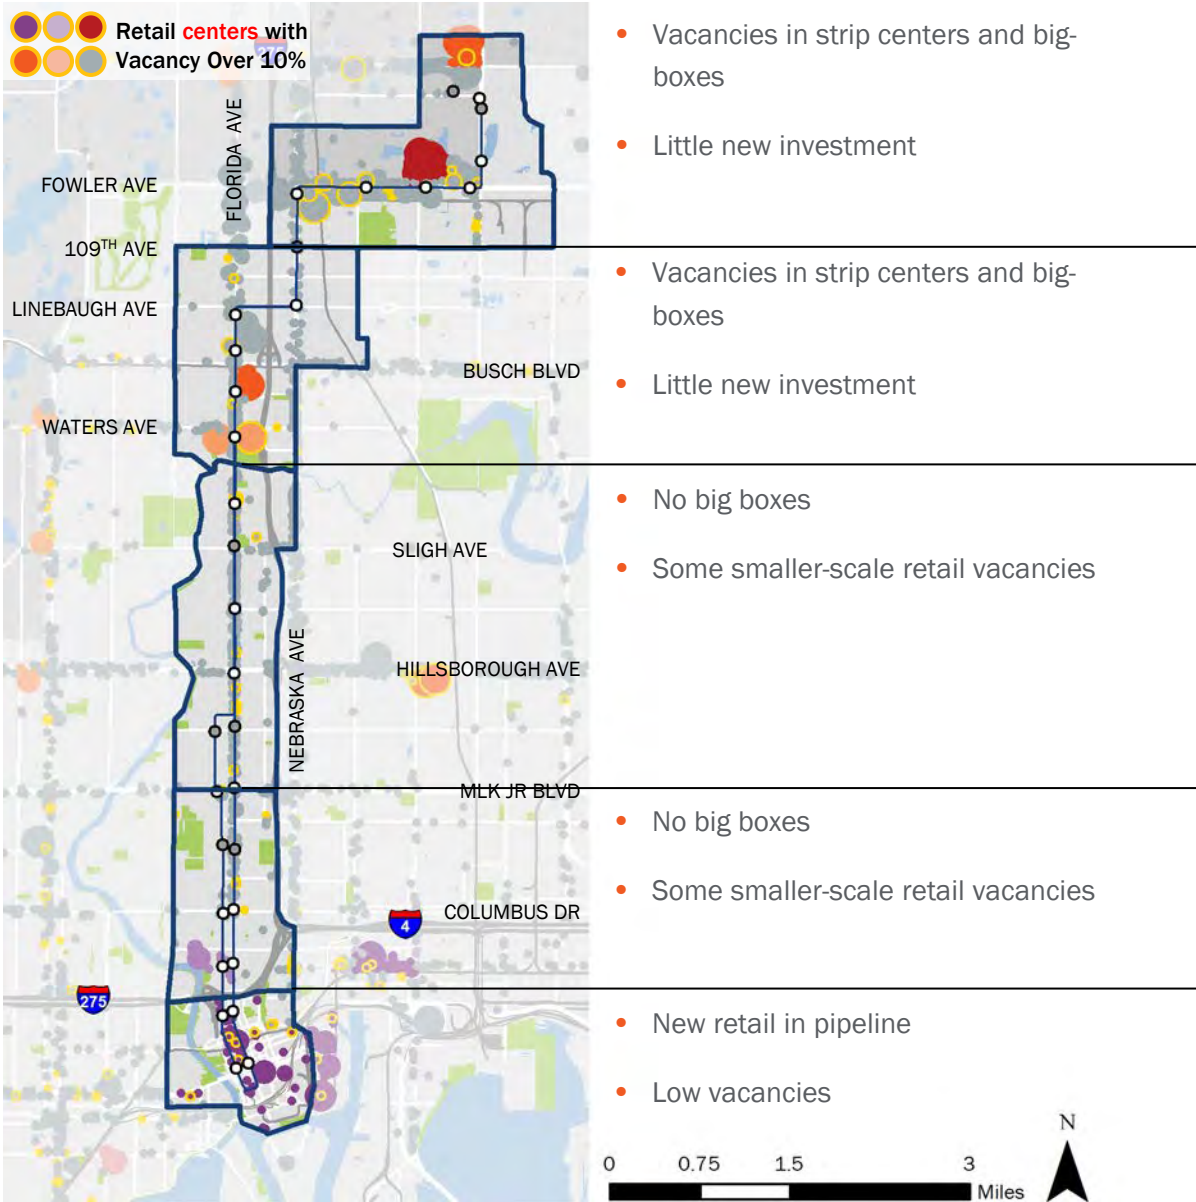 Retail centers with
Vacancy Over 10%
275
FLORIDA AVE
FOWLER AVE
109TH AVE
LINEBAUGH AVE
BUSCH BLVD
WATERS AVE
SLIGH AVE
NEBRASKA AVE
HILLSBOROUGH AVE
MLK JR BLVD
COLUMBUS DR
4
275
• Vacancies in strip centers and big-
boxes
• Little new investment
• Vacancies in strip centers and big-
boxes
• Little new investment
• No big boxes
• Some smaller-scale retail vacancies
• No big boxes
• Some smaller-scale retail vacancies
• New retail in pipeline
• Low vacancies
N
0 0.75 1.5 3
Miles